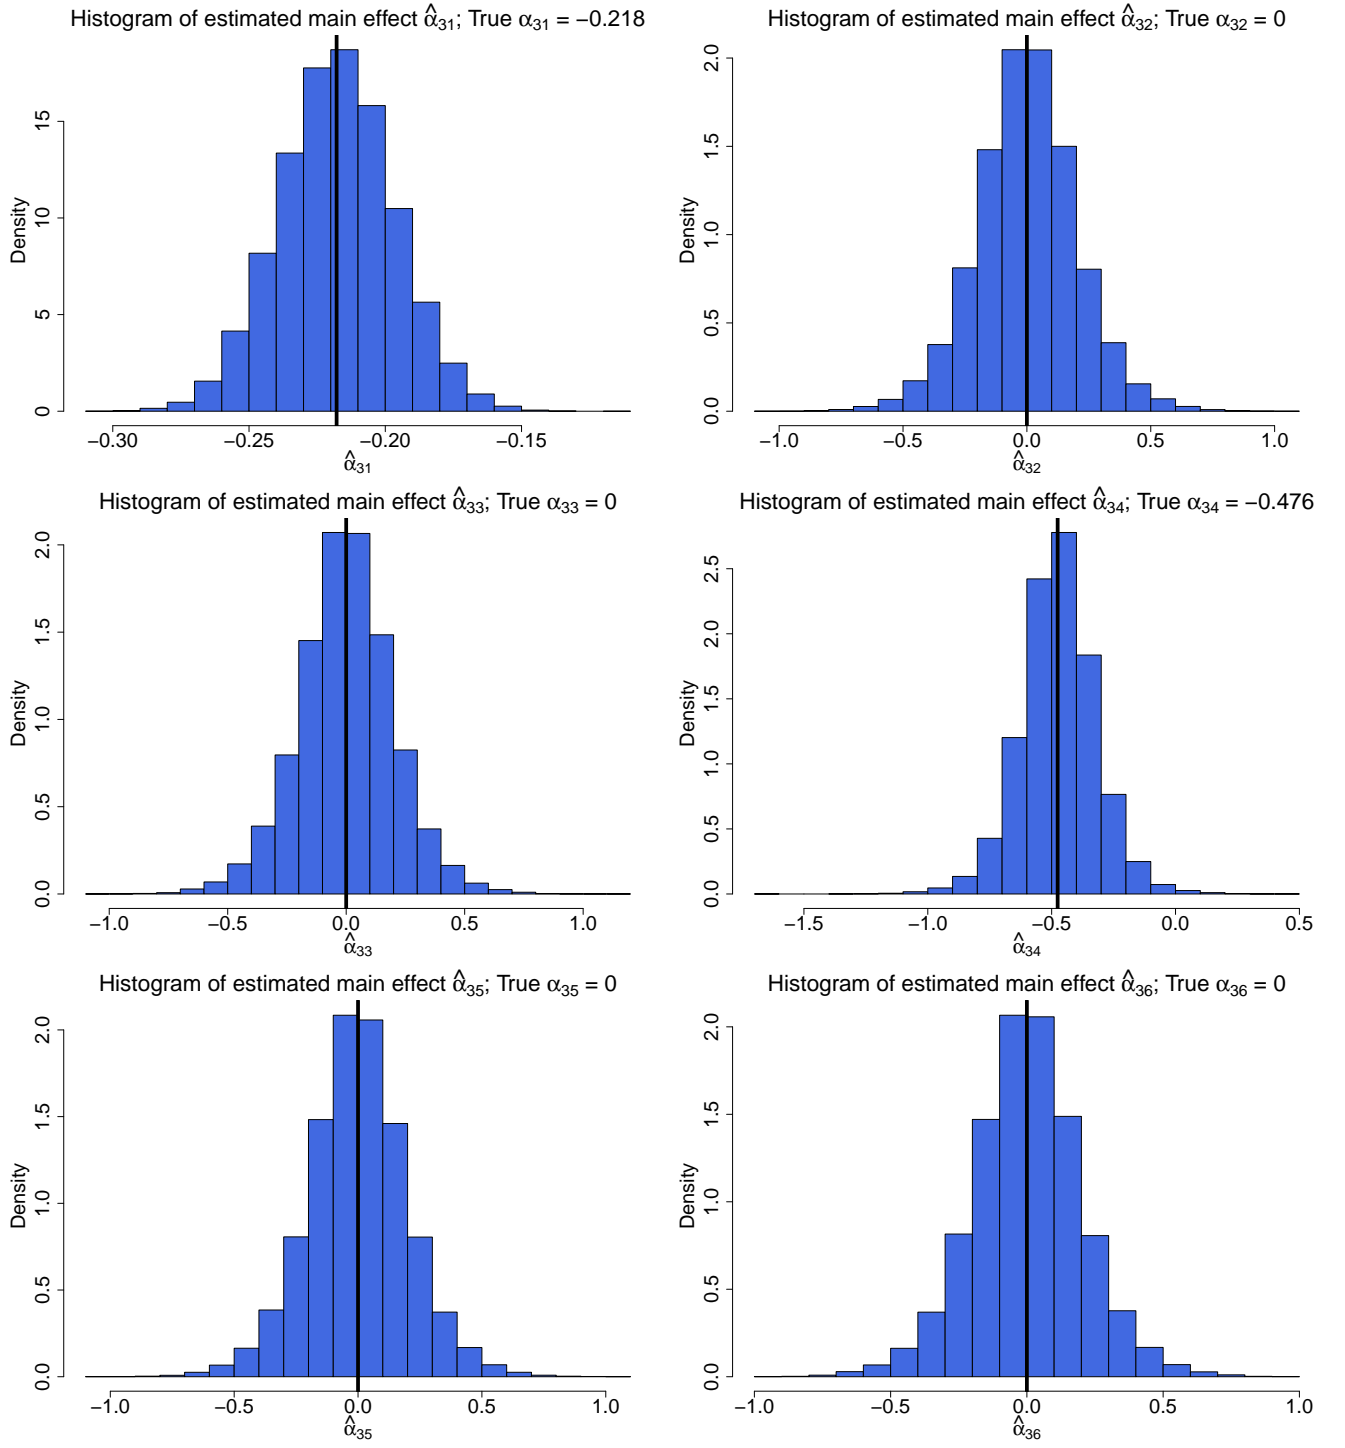 Histogram of estimated main effect α̂₃₁; True α₃₁ = −0.218
Density
0
5
10
15
−0.30 −0.25 −0.20 −0.15
α̂₃₁
Histogram of estimated main effect α̂₃₂; True α₃₂ = 0
Density
0.0
0.5
1.0
1.5
2.0
−1.0 −0.5 0.0 0.5 1.0
α̂₃₂
Histogram of estimated main effect α̂₃₃; True α₃₃ = 0
Density
0.0
0.5
1.0
1.5
2.0
−1.0 −0.5 0.0 0.5 1.0
α̂₃₃
Histogram of estimated main effect α̂₃₄; True α₃₄ = −0.476
Density
0.0
0.5
1.0
1.5
2.0
2.5
−1.5 −1.0 −0.5 0.0 0.5
α̂₃₄
Histogram of estimated main effect α̂₃₅; True α₃₅ = 0
Density
0.0
0.5
1.0
1.5
2.0
−1.0 −0.5 0.0 0.5 1.0
α̂₃₅
Histogram of estimated main effect α̂₃₆; True α₃₆ = 0
Density
0.0
0.5
1.0
1.5
2.0
−1.0 −0.5 0.0 0.5 1.0
α̂₃₆